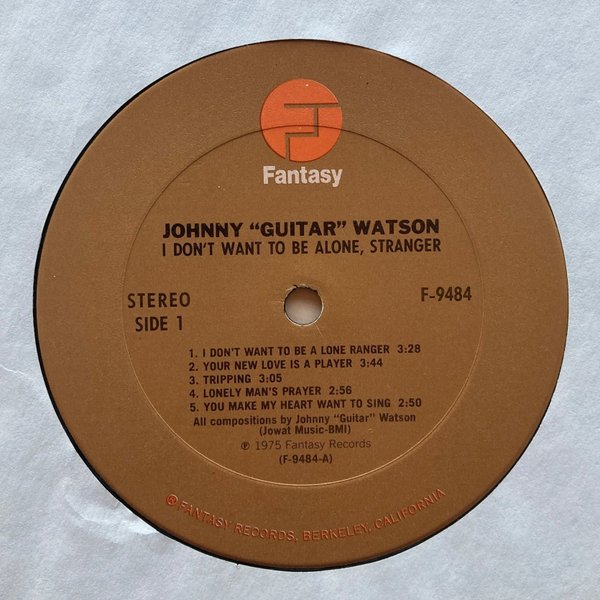 Fantasy
JOHNNY "GUITAR" WATSON
I DON'T WANT TO BE ALONE, STRANGER
STEREO
SIDE 1
F-9484
1. I DON'T WANT TO BE A LONE RANGER 3:28
2. YOUR NEW LOVE IS A PLAYER 3:44
3. TRIPPING 3:05
4. LONELY MAN'S PRAYER 2:56
5. YOU MAKE MY HEART WANT TO SING 2:50
All compositions by Johnny "Guitar" Watson
(Jowat Music-BMI)
℗ 1975 Fantasy Records
(F-9484-A)
® FANTASY RECORDS, BERKELEY, CALIFORNIA